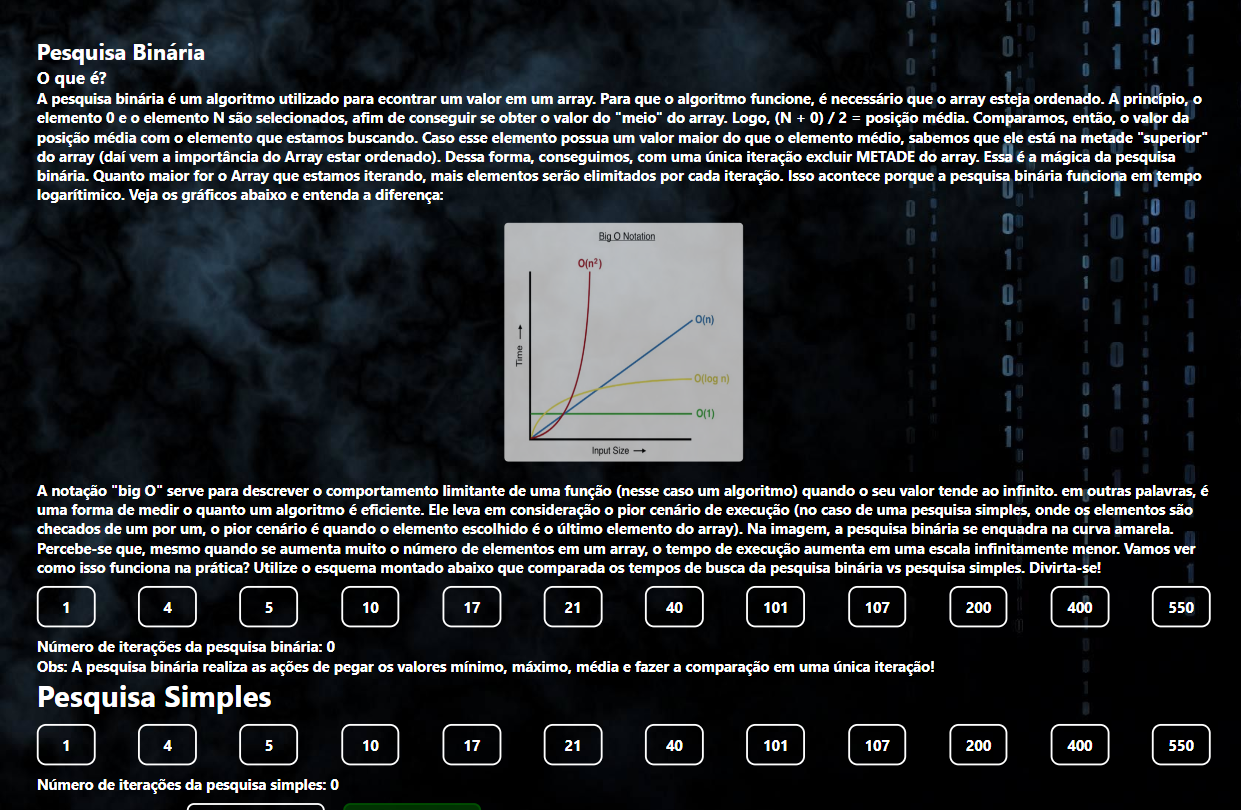 Pesquisa Binária
O que é?
A pesquisa binária é um algoritmo utilizado para econtrar um valor em um array. Para que o algoritmo funcione, é necessário que o array esteja ordenado. A princípio, o
elemento 0 e o elemento N são selecionados, afim de conseguir se obter o valor do "meio" do array. Logo, (N + 0) / 2 = posição média. Comparamos, então, o valor da
posição média com o elemento que estamos buscando. Caso esse elemento possua um valor maior do que o elemento médio, sabemos que ele está na metade "superior"
do array (daí vem a importância do Array estar ordenado). Dessa forma, conseguimos, com uma única iteração excluir METADE do array. Essa é a mágica da pesquisa
binária. Quanto maior for o Array que estamos iterando, mais elementos serão elimitados por cada iteração. Isso acontece porque a pesquisa binária funciona em tempo
logarítimico. Veja os gráficos abaixo e entenda a diferença:
Big O Notation
O(n²)
O(n)
Time
O(log n)
O(1)
Input Size
A notação "big O" serve para descrever o comportamento limitante de uma função (nesse caso um algoritmo) quando o seu valor tende ao infinito. em outras palavras, é
uma forma de medir o quanto um algoritmo é eficiente. Ele leva em consideração o pior cenário de execução (no caso de uma pesquisa simples, onde os elementos são
checados de um por um, o pior cenário é quando o elemento escolhido é o último elemento do array). Na imagem, a pesquisa binária se enquadra na curva amarela.
Percebe-se que, mesmo quando se aumenta muito o número de elementos em um array, o tempo de execução aumenta em uma escala infinitamente menor. Vamos ver
como isso funciona na prática? Utilize o esquema montado abaixo que comparada os tempos de busca da pesquisa binária vs pesquisa simples. Divirta-se!
1 4 5 10 17 21 40 101 107 200 400 550
Número de iterações da pesquisa binária: 0
Obs: A pesquisa binária realiza as ações de pegar os valores mínimo, máximo, média e fazer a comparação em uma única iteração!
Pesquisa Simples
1 4 5 10 17 21 40 101 107 200 400 550
Número de iterações da pesquisa simples: 0